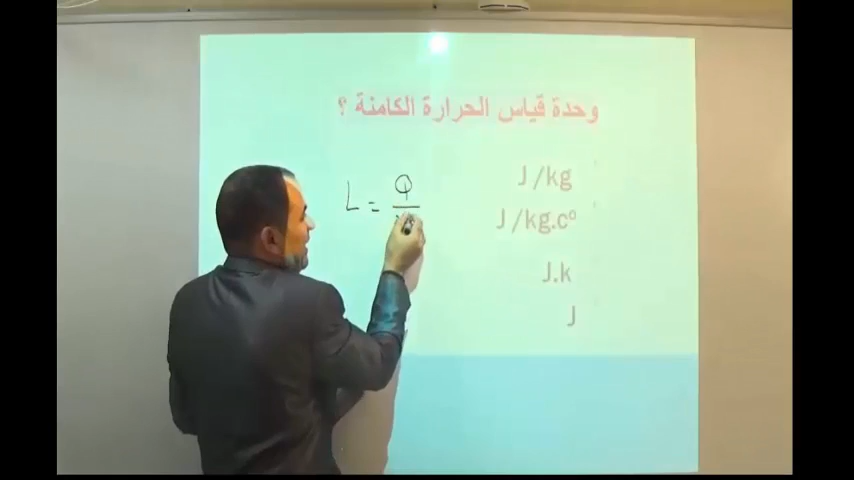 وحدة قياس الحرارة الكامنة ؟
J/kg
J/kg.c°
J.k
J
L = Q